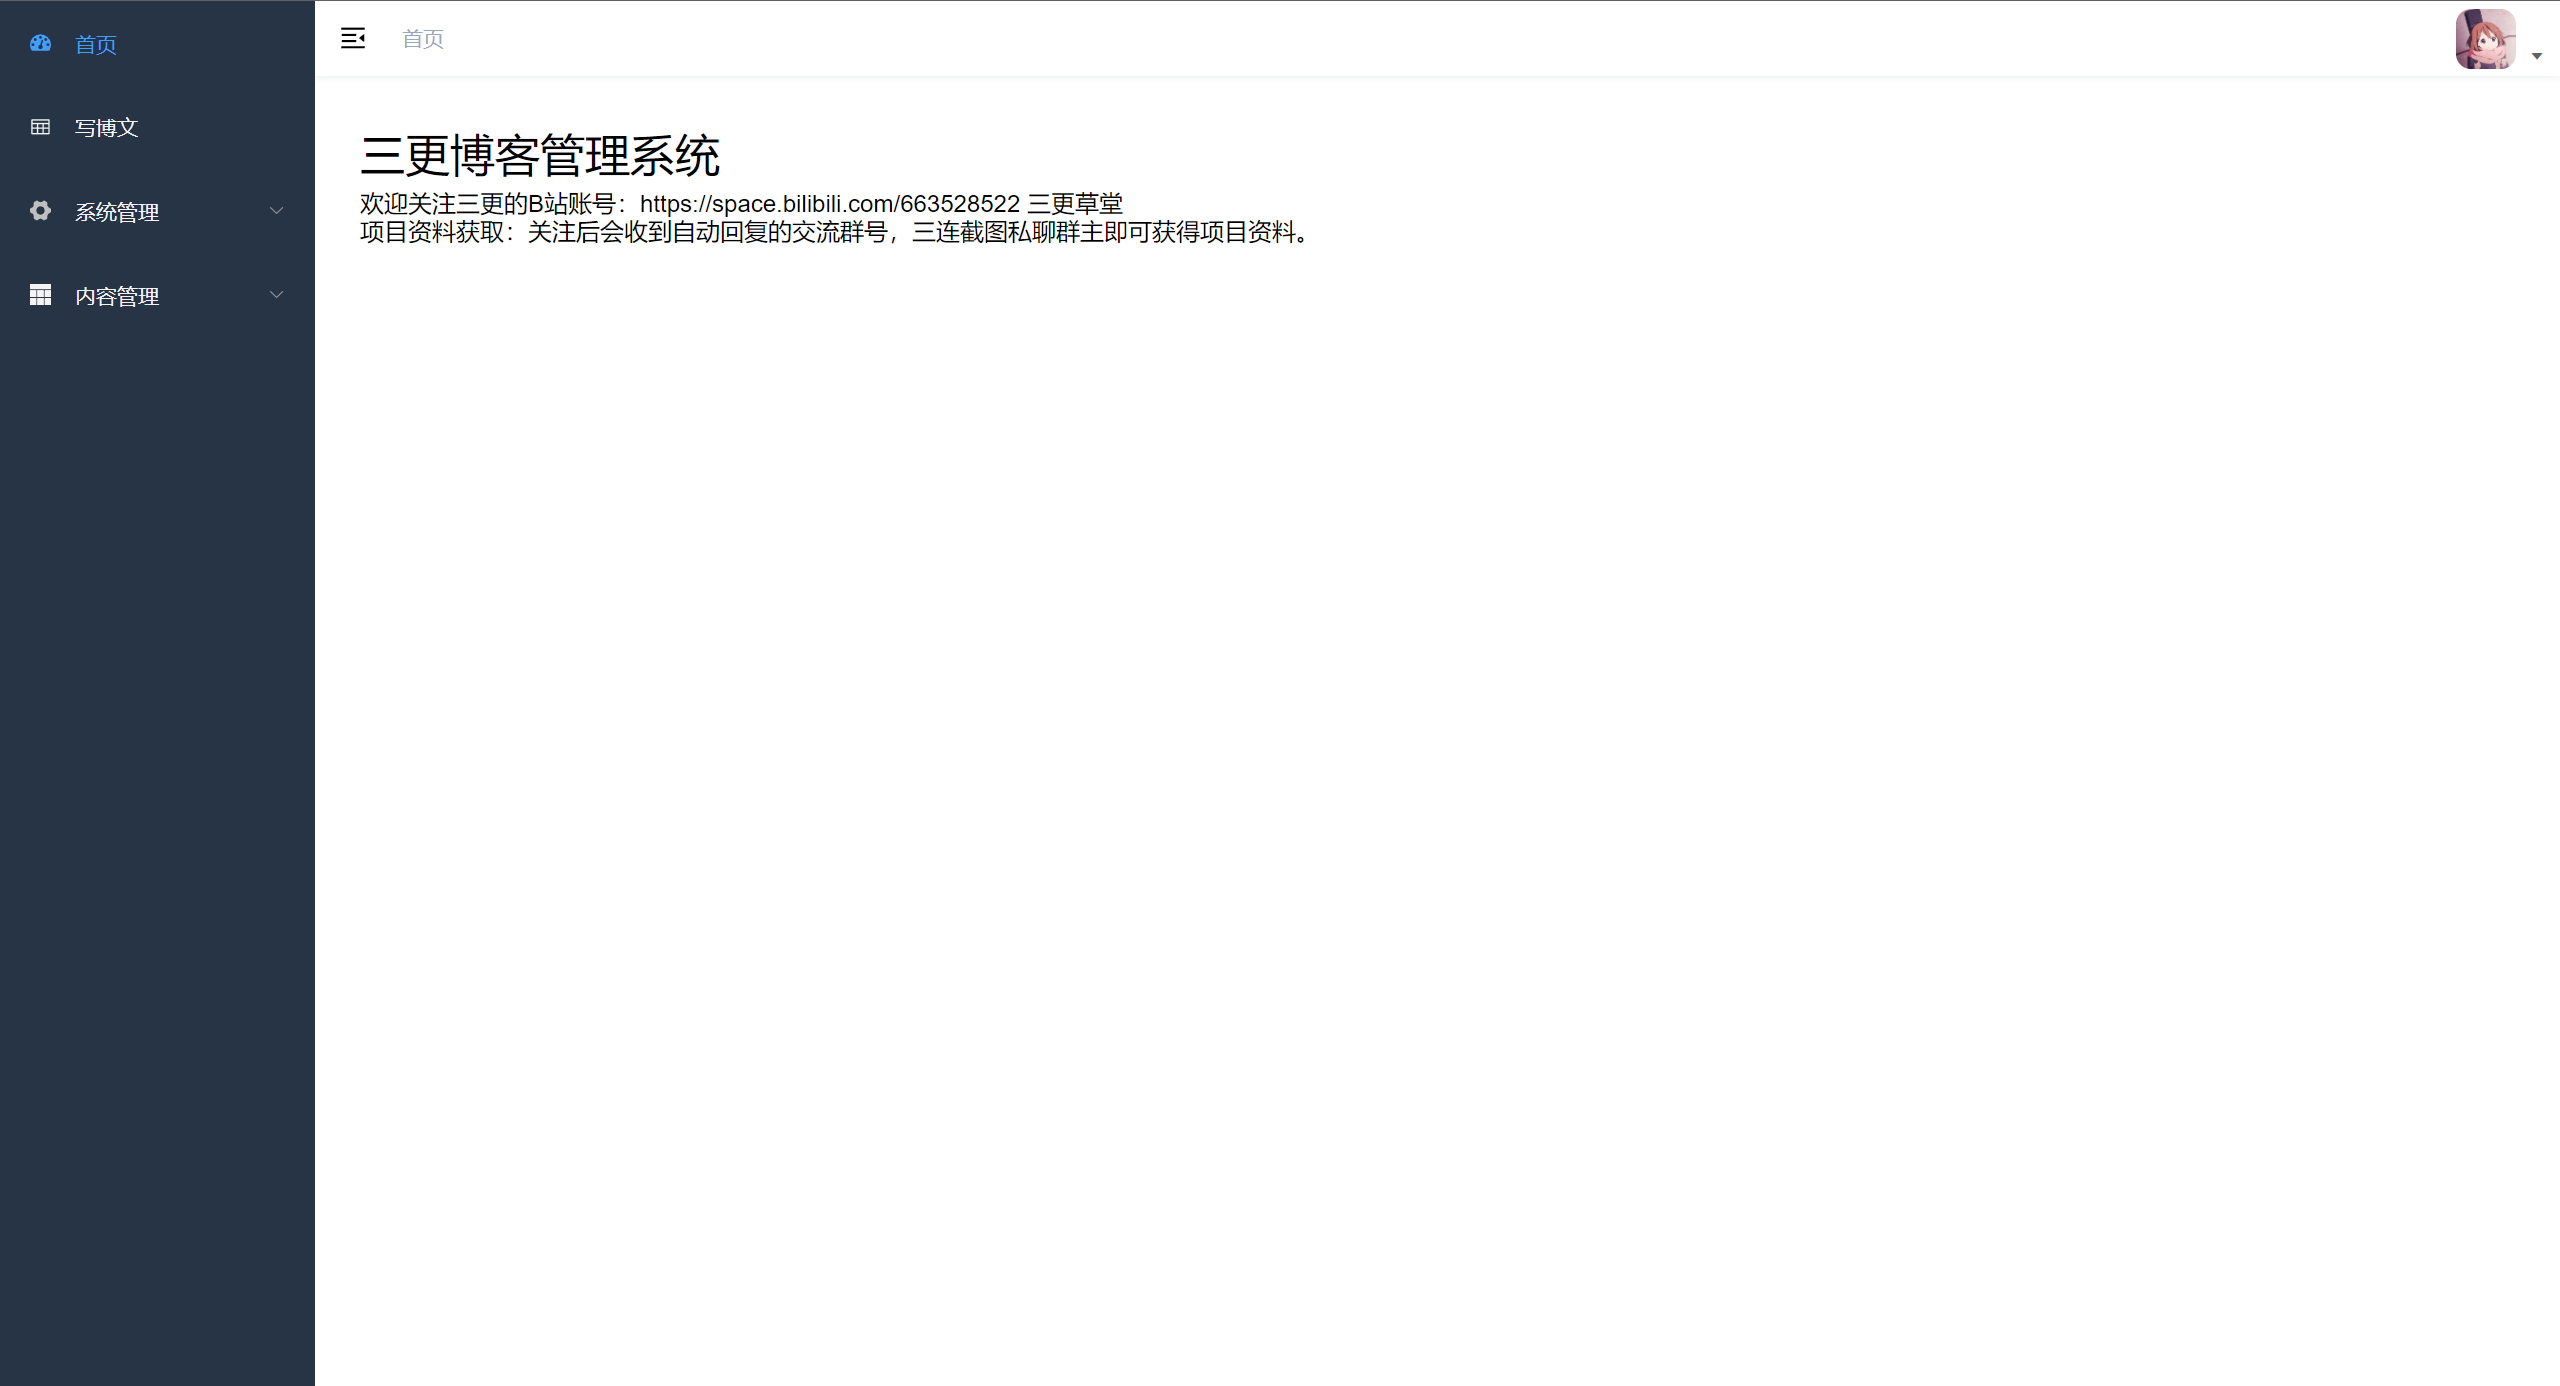 首页
写博文
系统管理
内容管理
首页
三更博客管理系统
欢迎关注三更的B站账号：https://space.bilibili.com/663528522 三更草堂
项目资料获取：关注后会收到自动回复的交流群号，三连截图私聊群主即可获得项目资料。